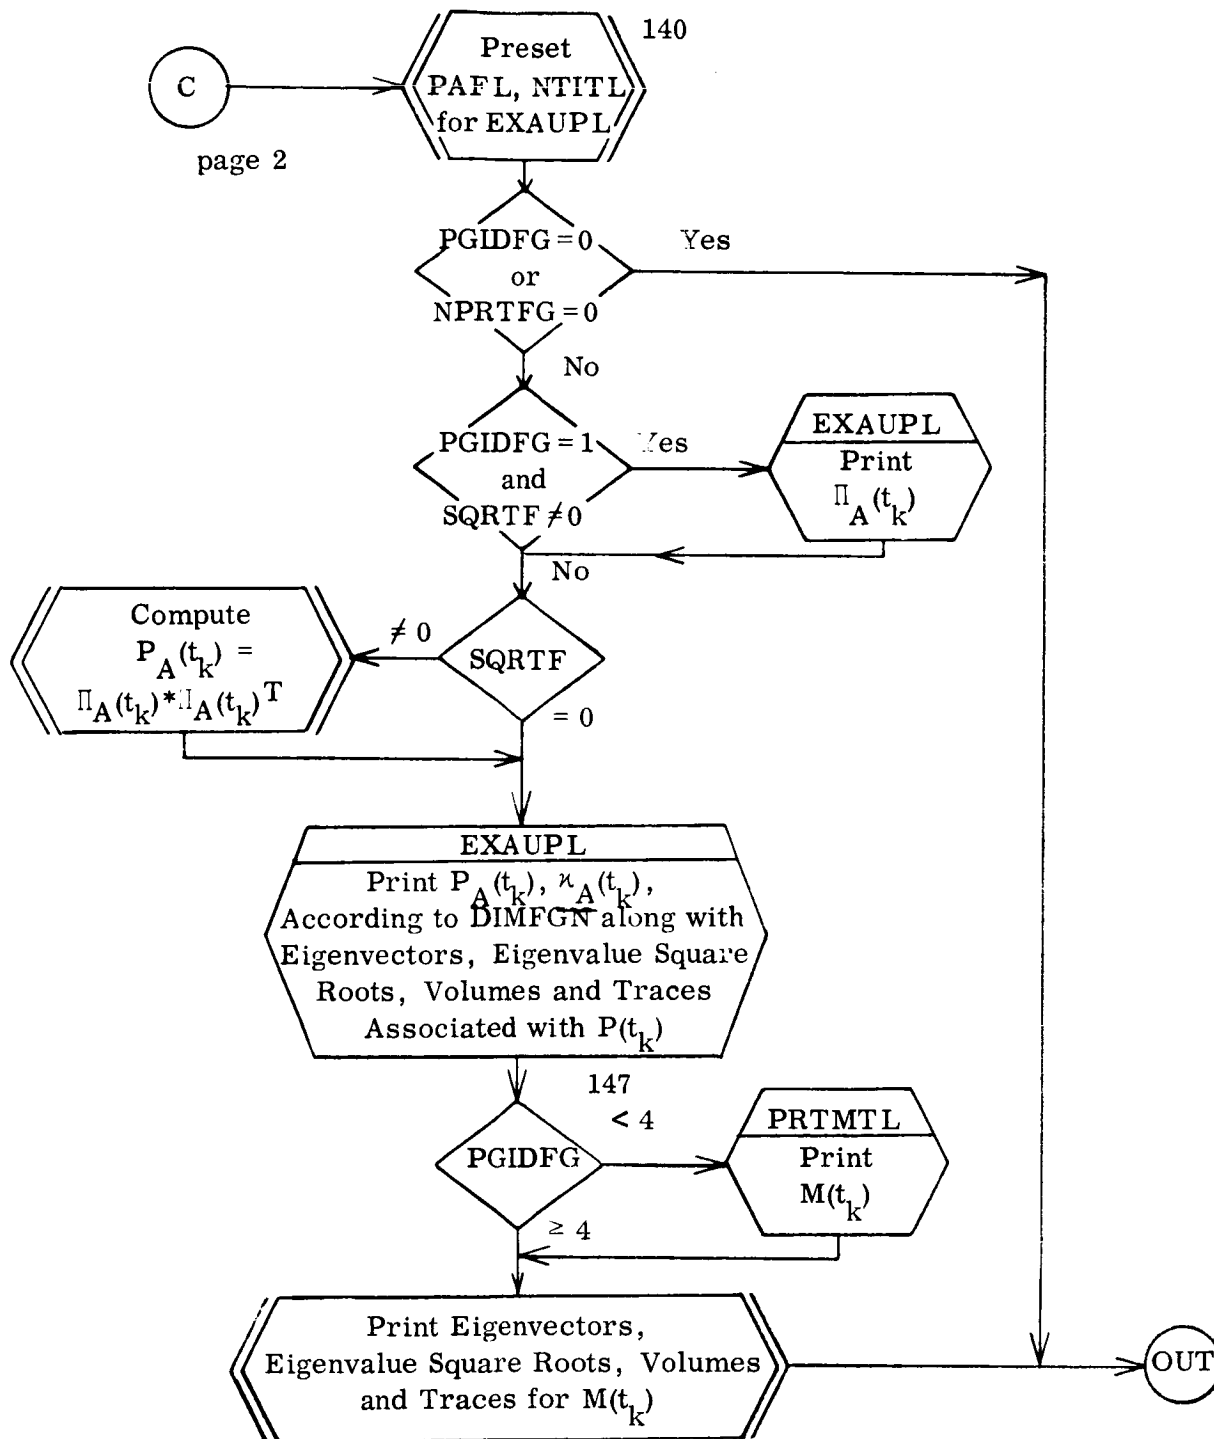 140
Preset
PAFL, NTITL
for EXAUPL
C
page 2
PGIDFG = 0
or
NPRTFG = 0
Yes
No
PGIDFG = 1
and
SQRTF ≠ 0
Yes
EXAUPL
Print
Π_A(t_k)
No
Compute
P_A(t_k) =
Π_A(t_k)*Π_A(t_k)^T
≠ 0
SQRTF
= 0
EXAUPL
Print P_A(t_k), ϰ_A(t_k),
According to DIMFGN along with
Eigenvectors, Eigenvalue Square
Roots, Volumes and Traces
Associated with P(t_k)
147
< 4
PGIDFG
≥ 4
PRTMTL
Print
M(t_k)
Print Eigenvectors,
Eigenvalue Square Roots, Volumes
and Traces for M(t_k)
OUT